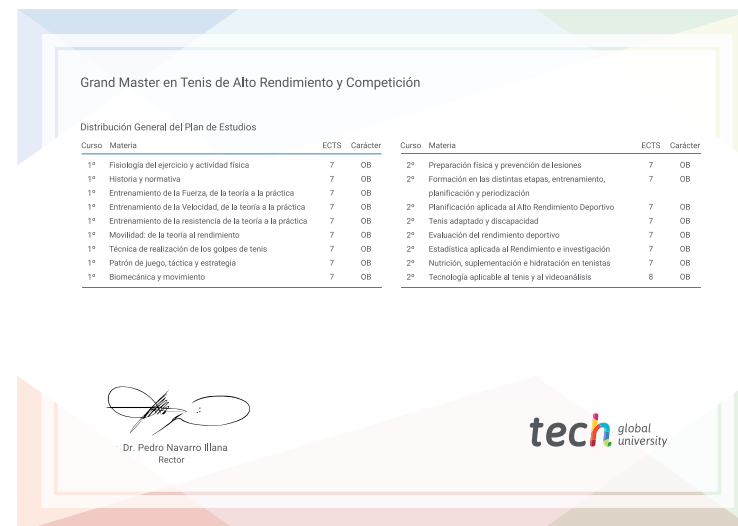 Grand Master en Tenis de Alto Rendimiento y Competición
Distribución General del Plan de Estudios
Curso Materia ECTS Carácter
1º Fisiología del ejercicio y actividad física 7 OB
1º Historia y normativa 7 OB
1º Entrenamiento de la Fuerza, de la teoría a la práctica 7 OB
1º Entrenamiento de la Velocidad, de la teoría a la práctica 7 OB
1º Entrenamiento de la resistencia de la teoría a la práctica 7 OB
1º Movilidad: de la teoría al rendimiento 7 OB
1º Técnica de realización de los golpes de tenis 7 OB
1º Patrón de juego, táctica y estrategia 7 OB
1º Biomecánica y movimiento 7 OB
Curso Materia ECTS Carácter
2º Preparación física y prevención de lesiones 7 OB
2º Formación en las distintas etapas, entrenamiento, 7 OB
planificación y periodización
2º Planificación aplicada al Alto Rendimiento Deportivo 7 OB
2º Tenis adaptado y discapacidad 7 OB
2º Evaluación del rendimiento deportivo 7 OB
2º Estadística aplicada al Rendimiento e investigación 7 OB
2º Nutrición, suplementación e hidratación en tenistas 7 OB
2º Tecnología aplicable al tenis y al videoanálisis 8 OB
Dr. Pedro Navarro Illana
Rector
tech global
university